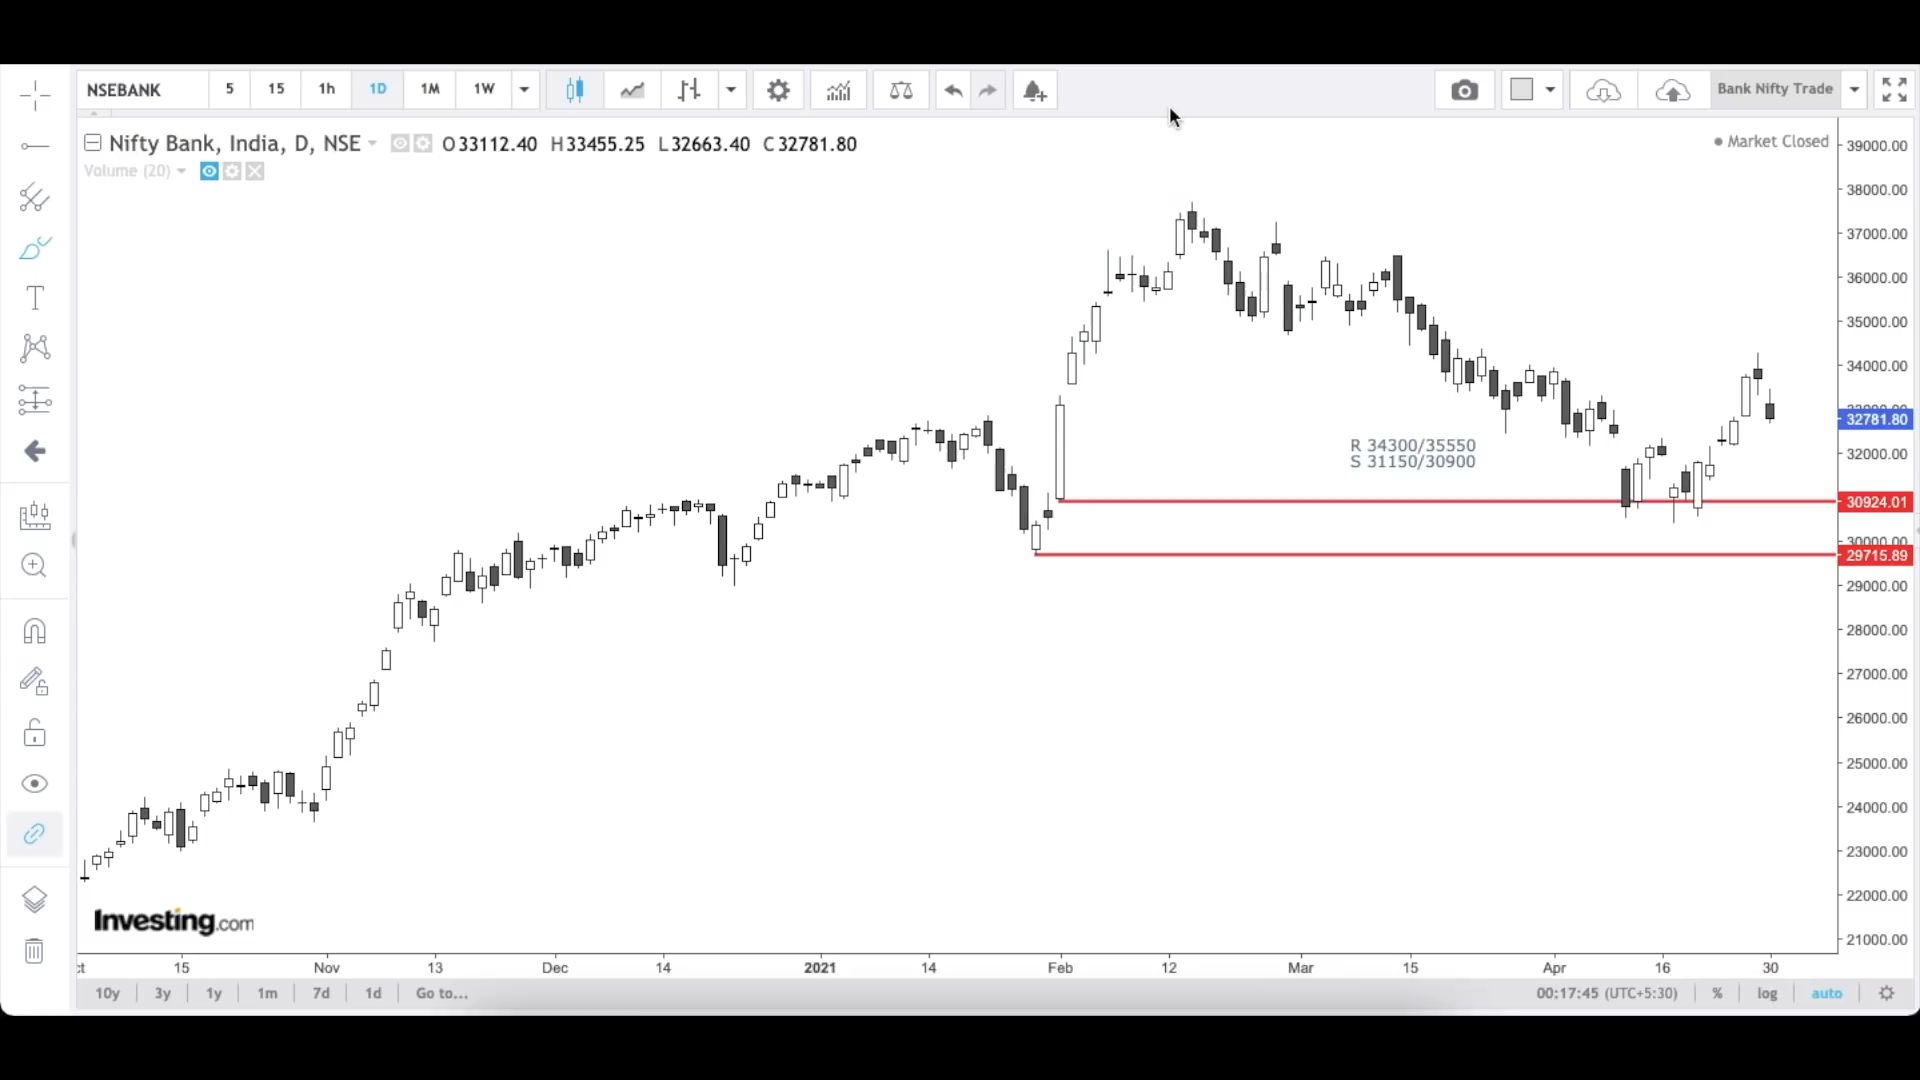 NSEBANK 5 15 1h 1D 1M 1W Bank Nifty Trade
Nifty Bank, India, D, NSE O33112.40 H33455.25 L32663.40 C32781.80
Market Closed
Volume (20)
39000.00
38000.00
37000.00
36000.00
35000.00
34000.00
32781.80
R 34300/35550
S 31150/30900
32000.00
30924.01
30000.00
29715.89
29000.00
28000.00
27000.00
26000.00
25000.00
24000.00
23000.00
22000.00
21000.00
Investing.com
15 Nov 13 Dec 14 2021 14 Feb 12 Mar 15 Apr 16 30
10y 3y 1y 1m 7d 1d Go to... 00:17:45 (UTC+5:30) % log auto